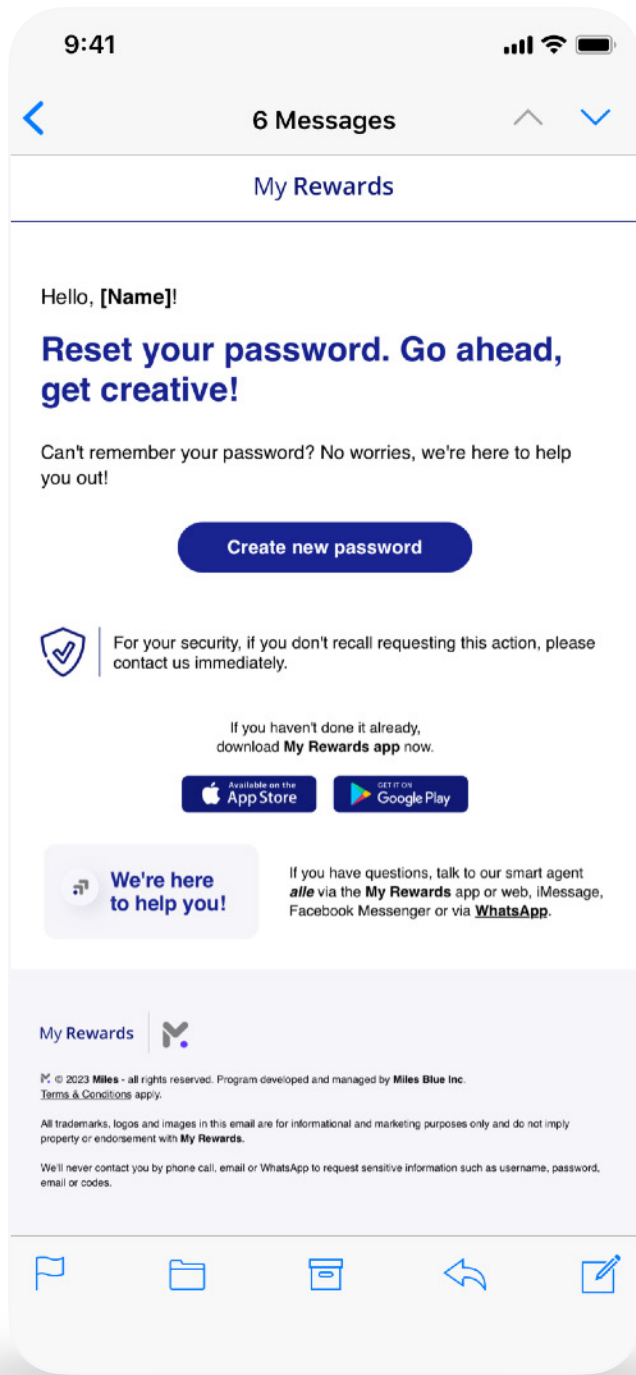 9:41
6 Messages
My Rewards
Hello, [Name]!
Reset your password. Go ahead,
get creative!
Can't remember your password? No worries, we're here to help
you out!
Create new password
For your security, if you don't recall requesting this action, please
contact us immediately.
If you haven't done it already,
download My Rewards app now.
Available on the
App Store
GET IT ON
Google Play
We're here
to help you!
If you have questions, talk to our smart agent
alle via the My Rewards app or web, iMessage,
Facebook Messenger or via WhatsApp.
My Rewards
© 2023 Miles - all rights reserved. Program developed and managed by Miles Blue Inc.
Terms & Conditions apply.
All trademarks, logos and images in this email are for informational and marketing purposes only and do not imply
property or endorsement with My Rewards.
We'll never contact you by phone call, email or WhatsApp to request sensitive information such as username, password,
email or codes.